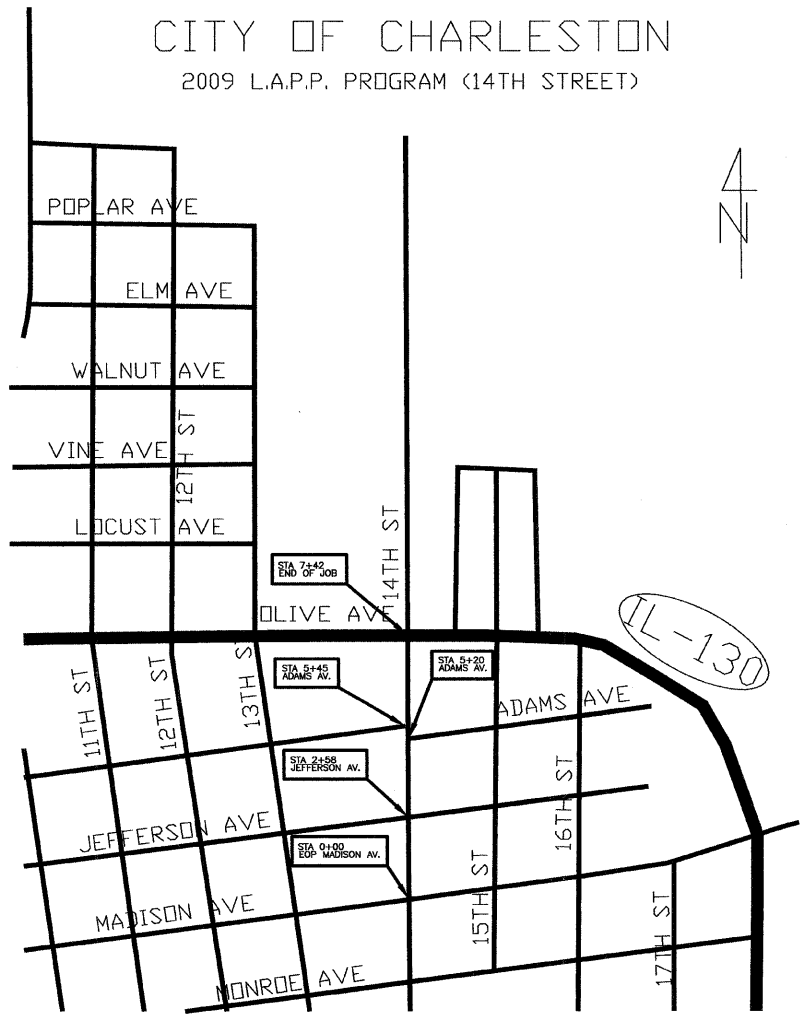 CITY OF CHARLESTON
2009 L.A.P.P. PROGRAM (14TH STREET)
N
POPLAR AVE
ELM AVE
WALNUT AVE
12TH ST
VINE AVE
LOCUST AVE
14TH ST
STA 7+42
END OF JOB
OLIVE AVE
IL-130
11TH ST
12TH ST
13TH S
STA 5+45
ADAMS AV.
STA 5+20
ADAMS AV.
ADAMS AVE
STA 2+58
JEFFERSON AV.
16TH ST
JEFFERSON AVE
STA 0+00
EOP MADISON AV.
15TH ST
MADISON AVE
17TH ST
MONROE AVE